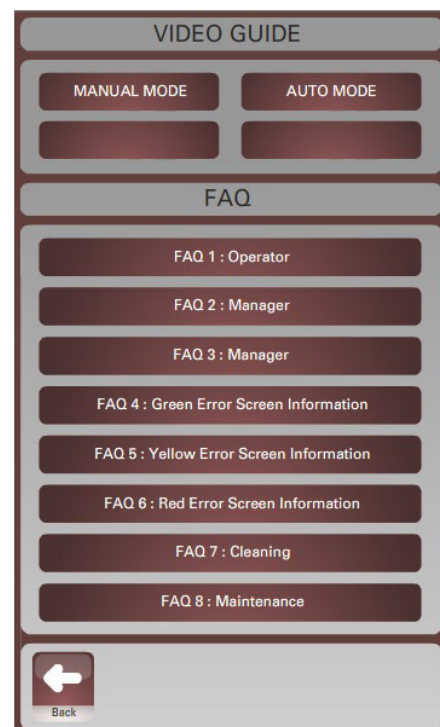 VIDEO GUIDE
MANUAL MODE AUTO MODE
FAQ
FAQ 1 : Operator
FAQ 2 : Manager
FAQ 3 : Manager
FAQ 4 : Green Error Screen Information
FAQ 5 : Yellow Error Screen Information
FAQ 6 : Red Error Screen Information
FAQ 7 : Cleaning
FAQ 8 : Maintenance
Back